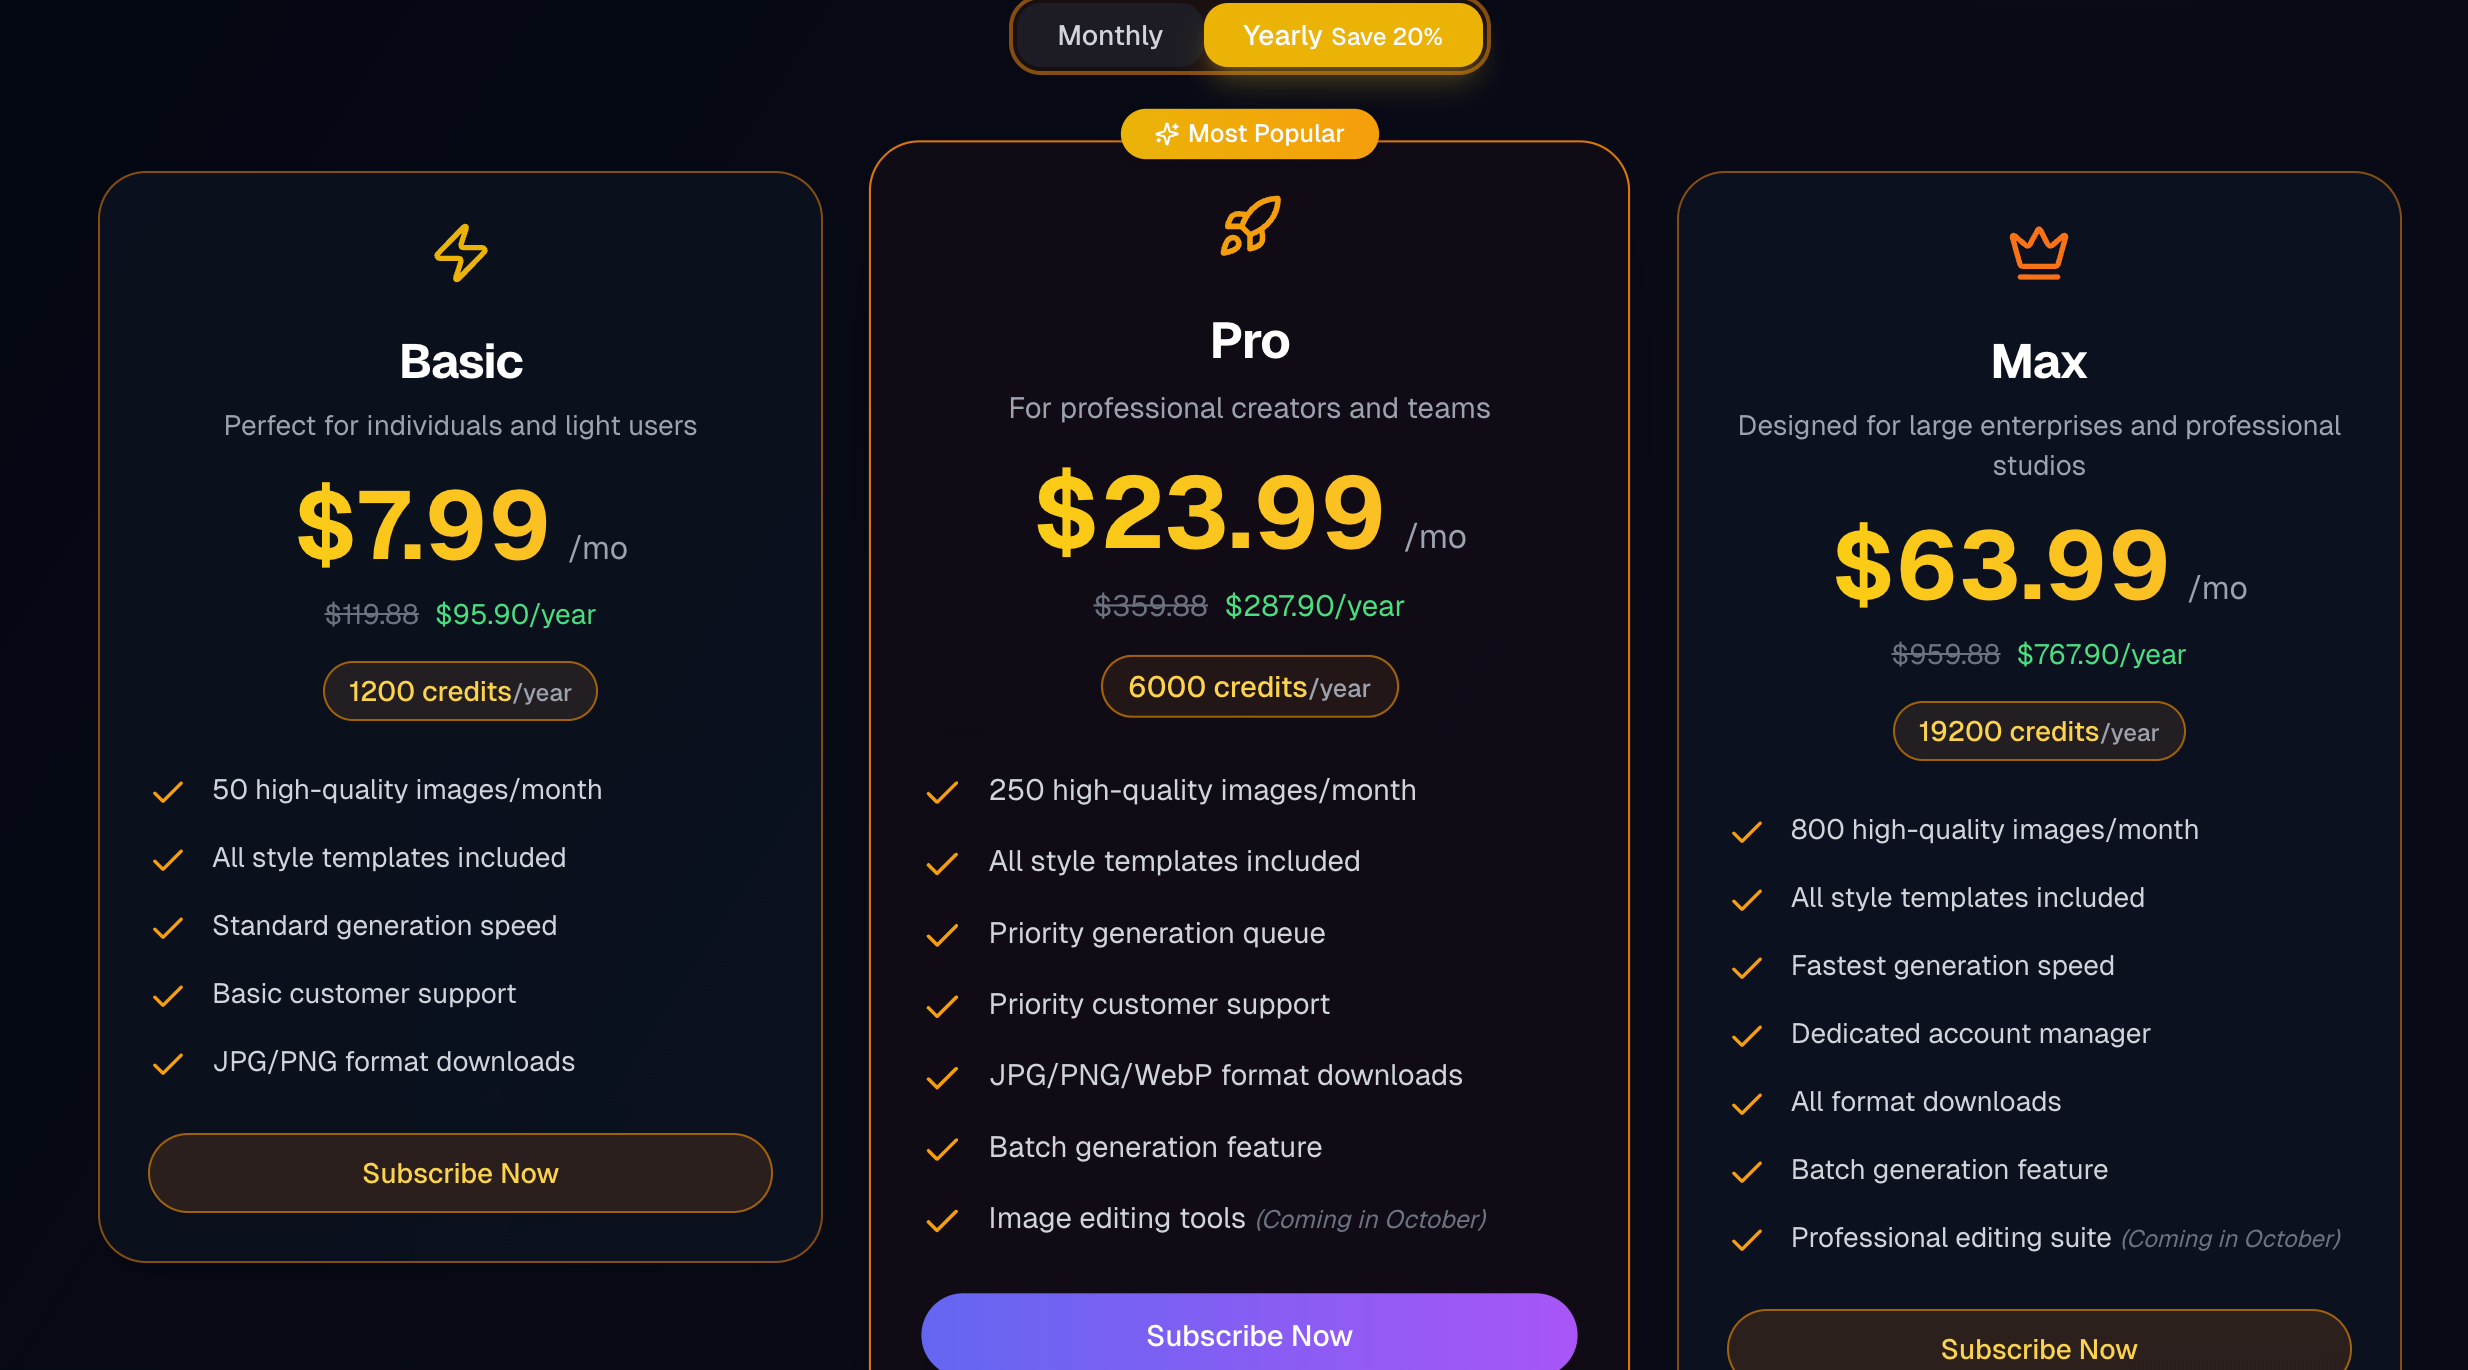 Monthly
Yearly Save 20%
Most Popular
Basic
Perfect for individuals and light users
$7.99 /mo
$119.88 $95.90/year
1200 credits/year
50 high-quality images/month
All style templates included
Standard generation speed
Basic customer support
JPG/PNG format downloads
Subscribe Now
Pro
For professional creators and teams
$23.99 /mo
$359.88 $287.90/year
6000 credits/year
250 high-quality images/month
All style templates included
Priority generation queue
Priority customer support
JPG/PNG/WebP format downloads
Batch generation feature
Image editing tools (Coming in October)
Subscribe Now
Max
Designed for large enterprises and professional
studios
$63.99 /mo
$959.88 $767.90/year
19200 credits/year
800 high-quality images/month
All style templates included
Fastest generation speed
Dedicated account manager
All format downloads
Batch generation feature
Professional editing suite (Coming in October)
Subscribe Now